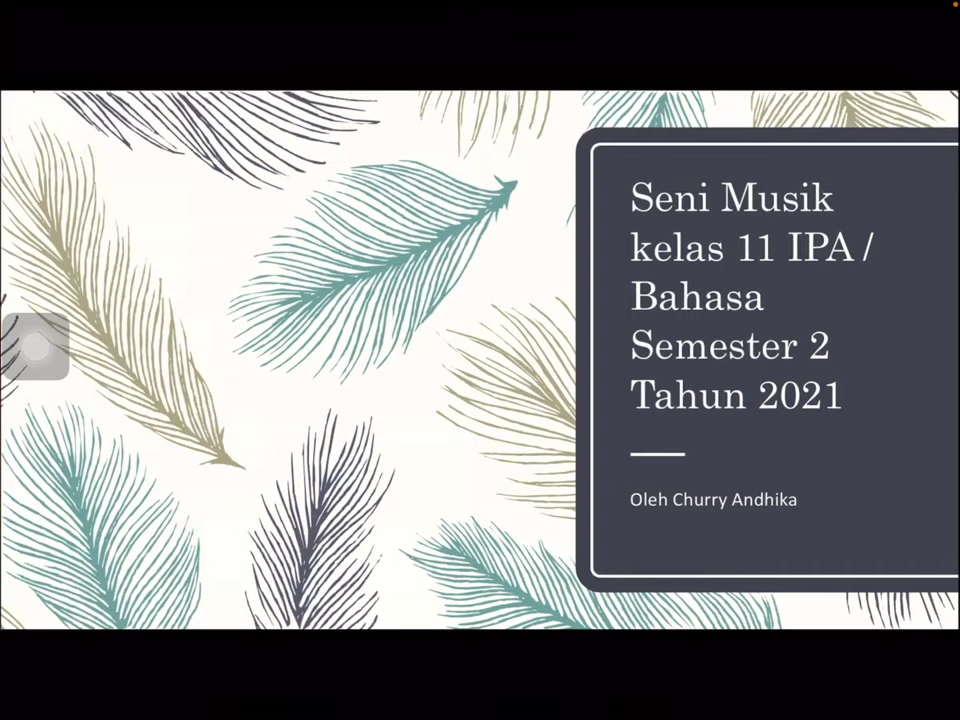 Seni Musik
kelas 11 IPA /
Bahasa
Semester 2
Tahun 2021
Oleh Churry Andhika